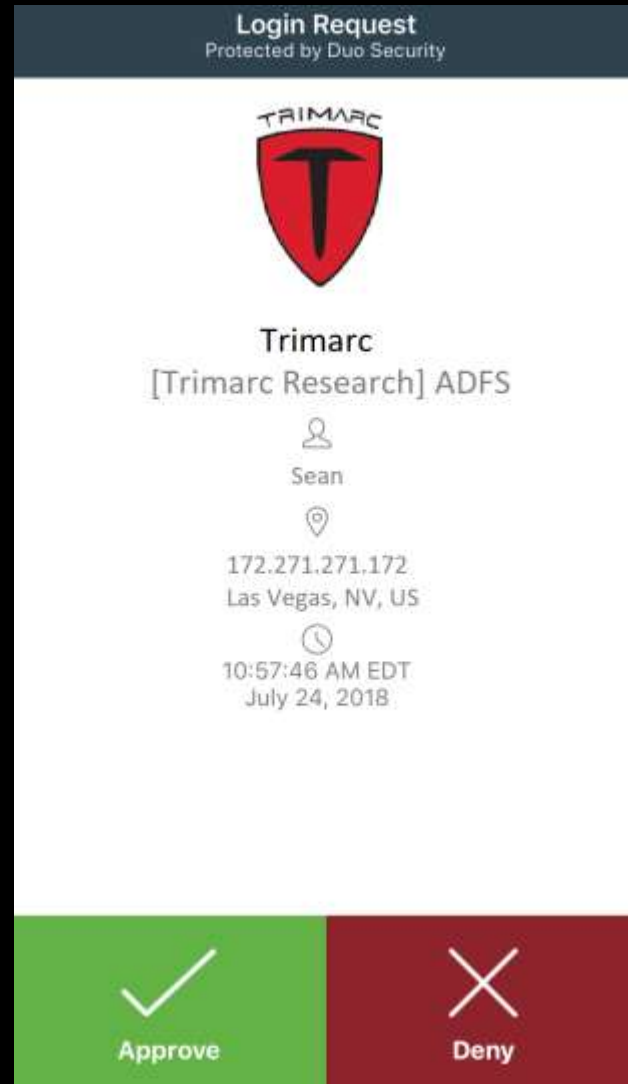 Login Request
Protected by Duo Security
TRIMARC
T
Trimarc
[Trimarc Research] ADFS
Sean
172.271.271.172
Las Vegas, NV, US
10:57:46 AM EDT
July 24, 2018
Approve
Deny